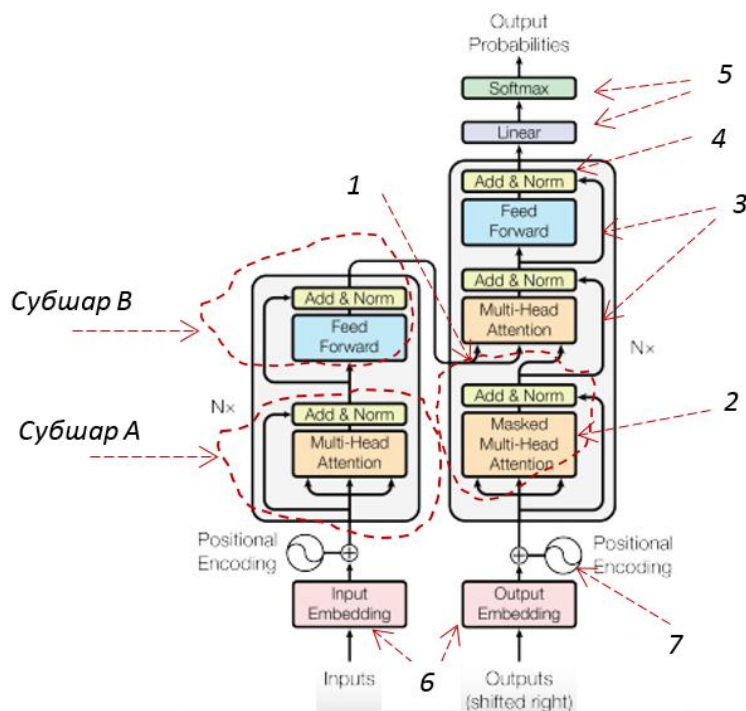 Output
Probabilities
Softmax
5
Linear
4
Add & Norm
1
Feed
Forward
3
Субшар В
Add & Norm
Add & Norm
Feed
Forward
Multi-Head
Attention
N×
N×
Субшар А
Add & Norm
Add & Norm
2
Multi-Head
Attention
Masked
Multi-Head
Attention
Positional
Encoding
Positional
Encoding
Input
Embedding
Output
Embedding
7
6
Inputs
Outputs
(shifted right)